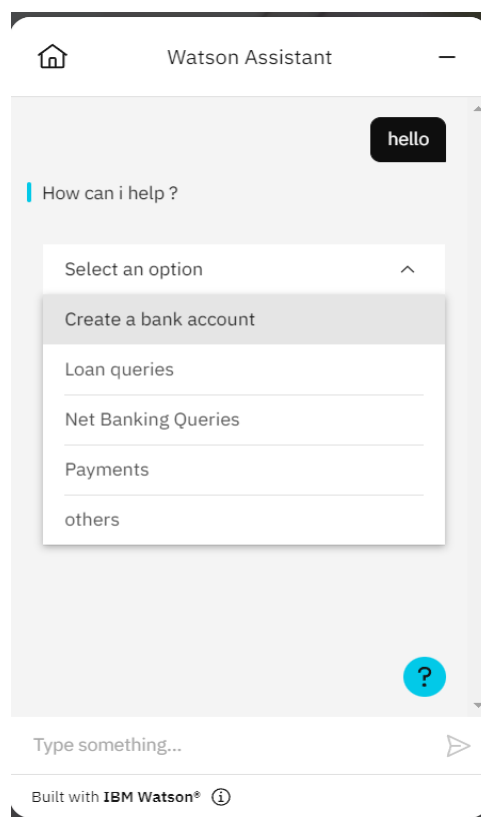 Watson Assistant
hello
How can i help ?
Select an option
Create a bank account
Loan queries
Net Banking Queries
Payments
others
?
Type something...
Built with IBM Watson®